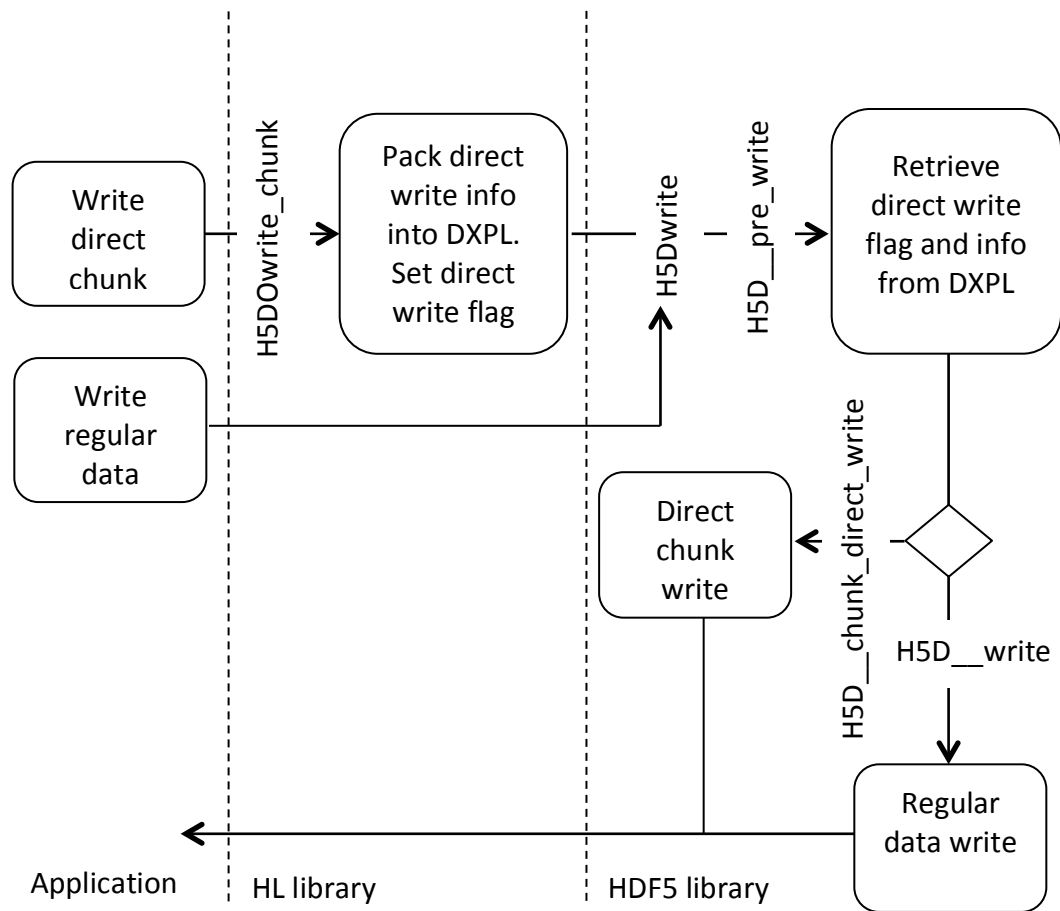 Write
direct
chunk
H5DOwrite_chunk
Pack direct
write info
into DXPL.
Set direct
write flag
H5Dwrite
H5D__pre_write
Retrieve
direct write
flag and info
from DXPL
Write
regular
data
Direct
chunk
write
H5D__chunk_direct_write
H5D__write
Regular
data write
Application
HL library
HDF5 library